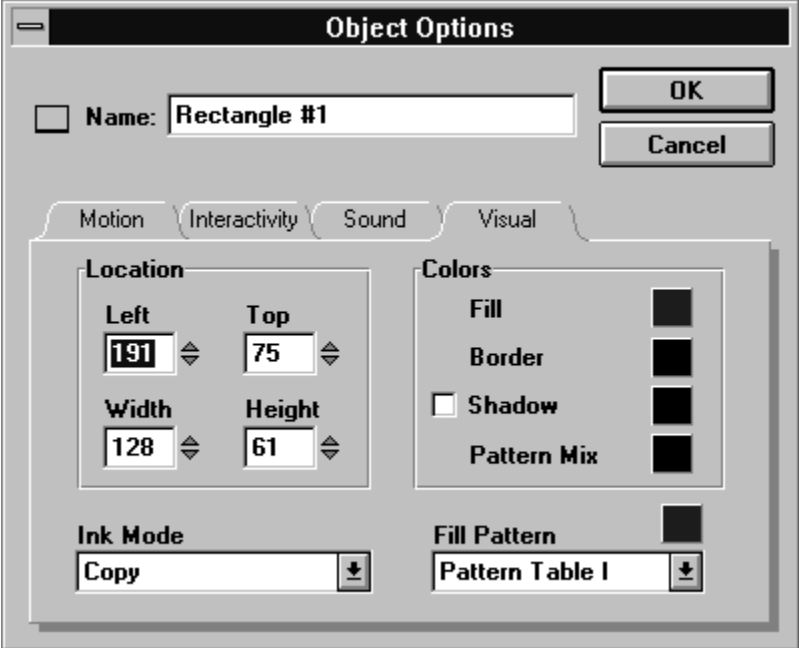 Object Options
Name: Rectangle #1
OK
Cancel
Motion Interactivity Sound Visual
Location
Left Top
191 75
Width Height
128 61
Colors
Fill
Border
Shadow
Pattern Mix
Ink Mode
Copy
Fill Pattern
Pattern Table I